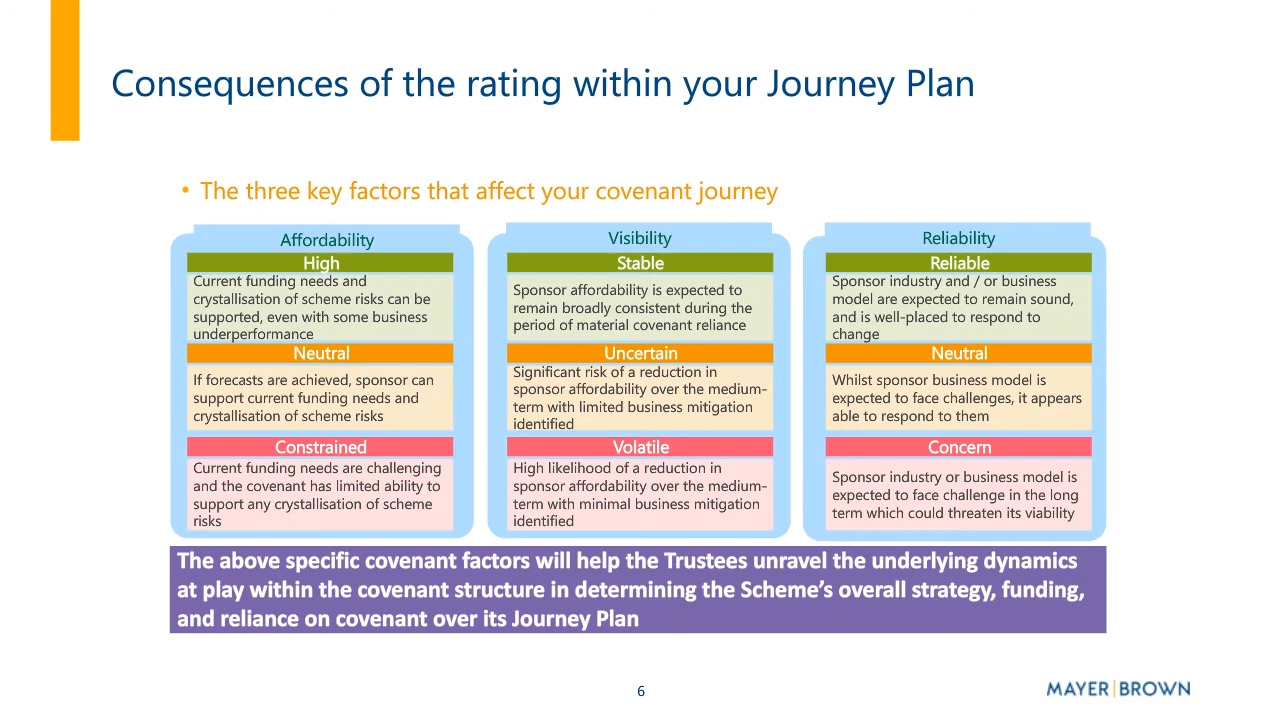 Consequences of the rating within your Journey Plan
• The three key factors that affect your covenant journey
Affordability
High
Current funding needs and
crystallisation of scheme risks can be
supported, even with some business
underperformance
Neutral
If forecasts are achieved, sponsor can
support current funding needs and
crystallisation of scheme risks
Constrained
Current funding needs are challenging
and the covenant has limited ability to
support any crystallisation of scheme
risks
Visibility
Stable
Sponsor affordability is expected to
remain broadly consistent during the
period of material covenant reliance
Uncertain
Significant risk of a reduction in
sponsor affordability over the medium-
term with limited business mitigation
identified
Volatile
High likelihood of a reduction in
sponsor affordability over the medium-
term with minimal business mitigation
identified
Reliability
Reliable
Sponsor industry and / or business
model are expected to remain sound,
and is well-placed to respond to
change
Neutral
Whilst sponsor business model is
expected to face challenges, it appears
able to respond to them
Concern
Sponsor industry or business model is
expected to face challenge in the long
term which could threaten its viability
The above specific covenant factors will help the Trustees unravel the underlying dynamics
at play within the covenant structure in determining the Scheme's overall strategy, funding,
and reliance on covenant over its Journey Plan
6
MAYER|BROWN